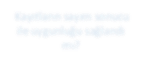 Kayıtların sayım sonucu
ile uygunluğu sağlandı
mı?